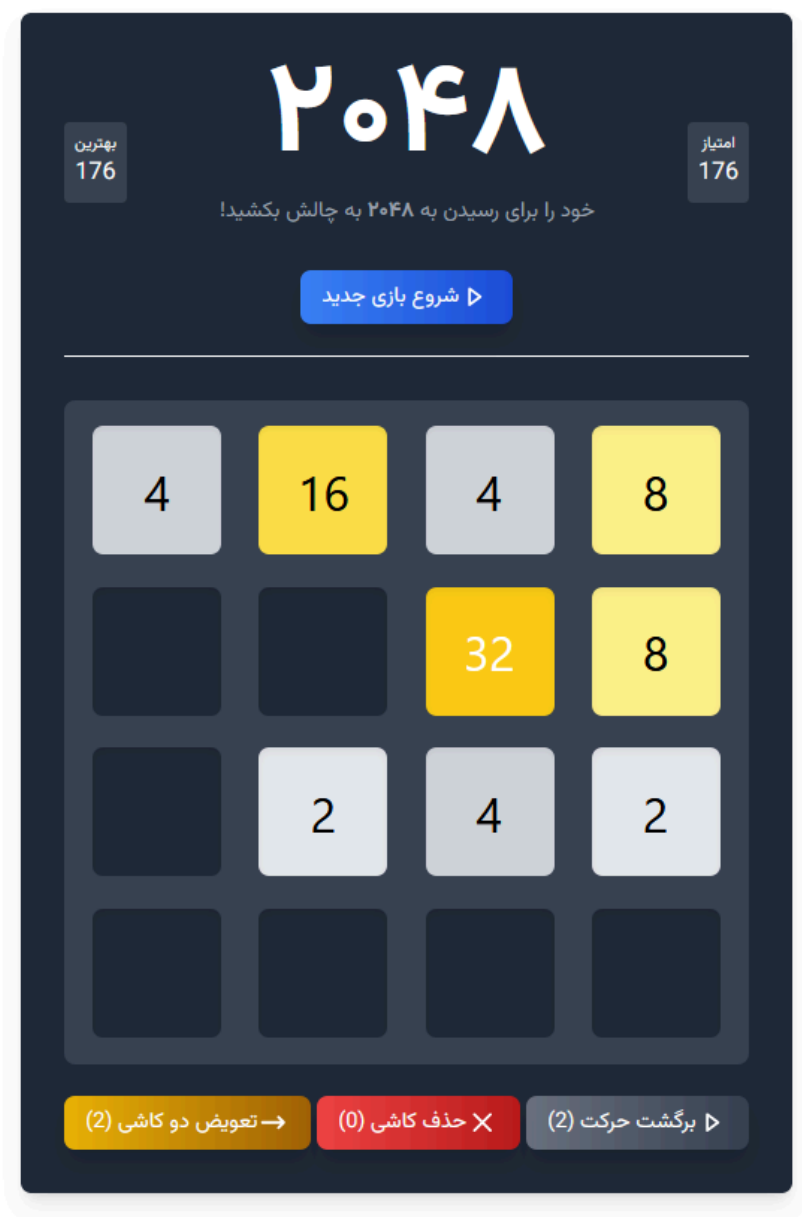 ۲۰۴۸
امتیاز
176
بهترین
176
خود را برای رسیدن به ۲۰۴۸ به چالش بکشید!
شروع بازی جدید
4 16 4 8
32 8
2 4 2
برگشت حرکت (2)
حذف کاشی (0)
تعویض دو کاشی (2)